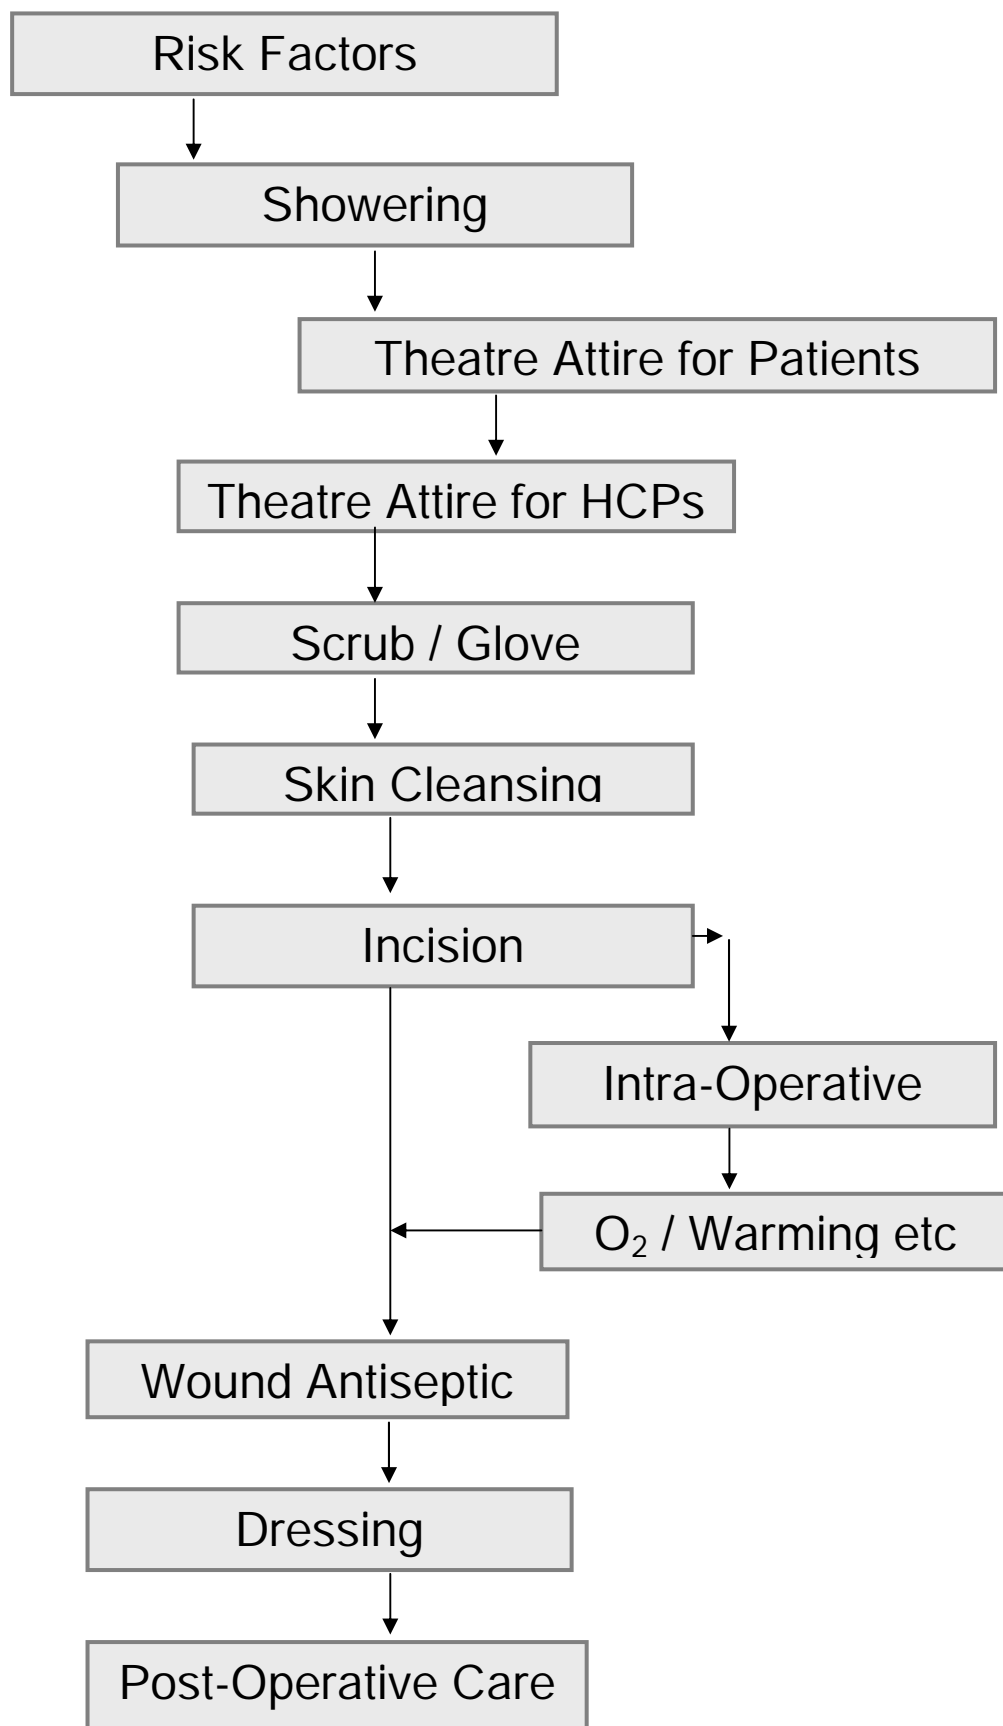 Risk Factors
Showering
Theatre Attire for Patients
Theatre Attire for HCPs
Scrub / Glove
Skin Cleansing
Incision
Intra-Operative
O₂ / Warming etc
Wound Antiseptic
Dressing
Post-Operative Care